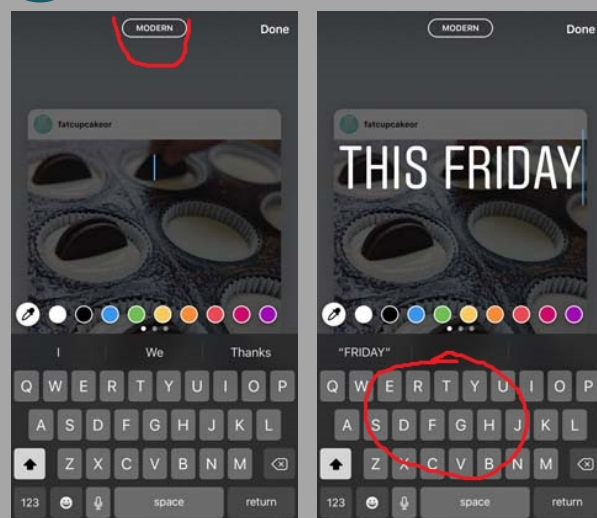 MODERN
Done
fatcupcakeor
I
We
Thanks
Q W E R T Y U I O P
A S D F G H J K L
Z X C V B N M
123
space
return
MODERN
Done
fatcupcakeor
THIS FRIDAY
"FRIDAY"
Q W E R T Y U I O P
A S D F G H J K L
Z X C V B N M
123
space
return